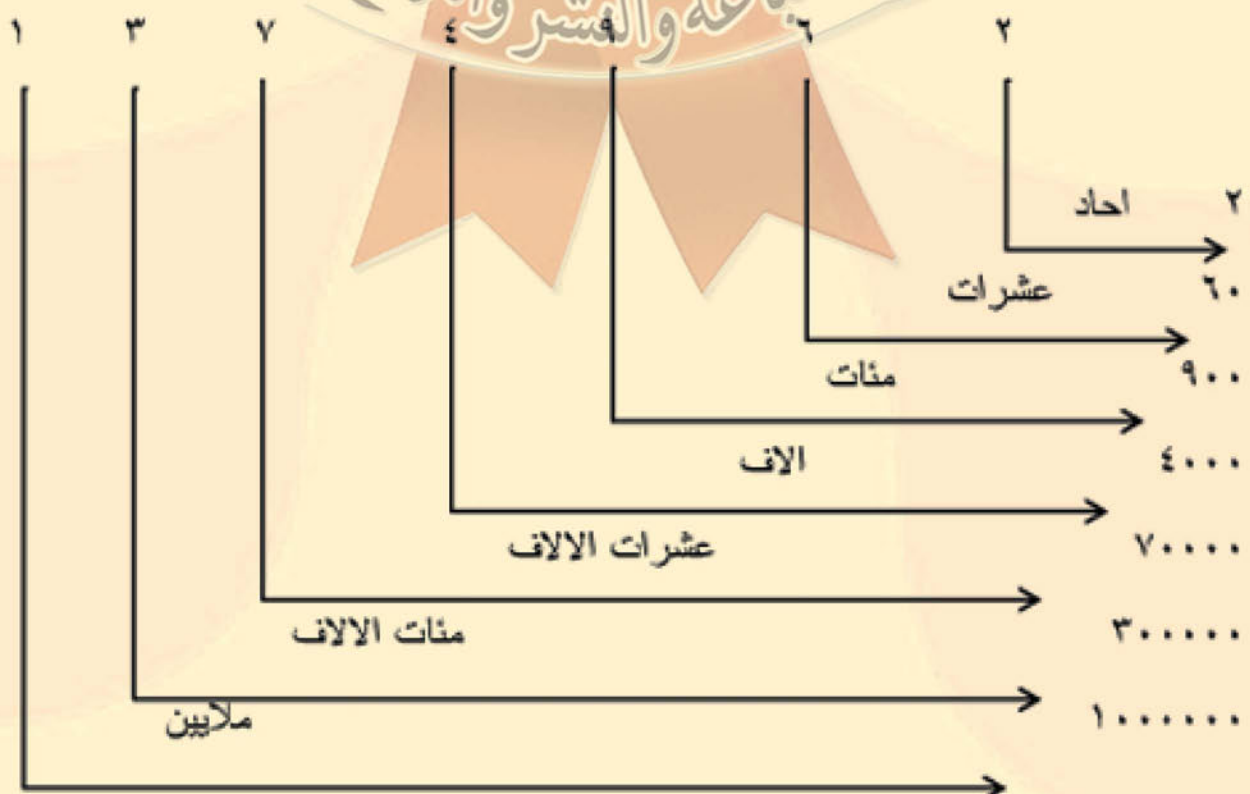 ١ ٣ ٧ ٤ ٩ ٦ ٢
احاد ٢
عشرات ٦٠
مئات ٩٠٠
الاف ٤٠٠٠
عشرات الالاف ٧٠٠٠٠
مئات الالاف ٣٠٠٠٠٠
ملايين ١٠٠٠٠٠٠
والنشر